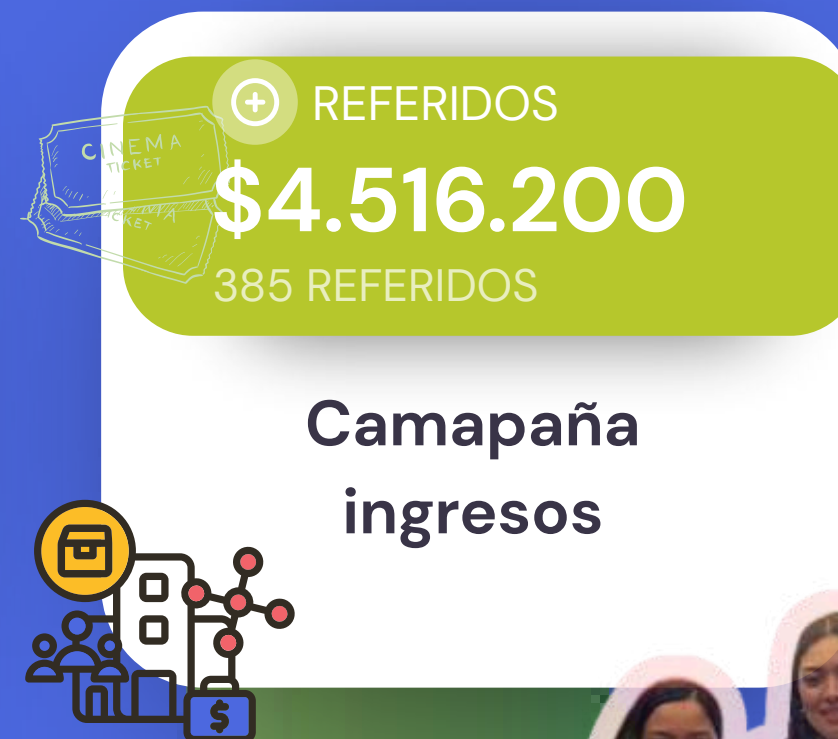 REFERIDOS
$4.516.200
385 REFERIDOS
CINEMA
TICKET
Camapaña
ingresos
$